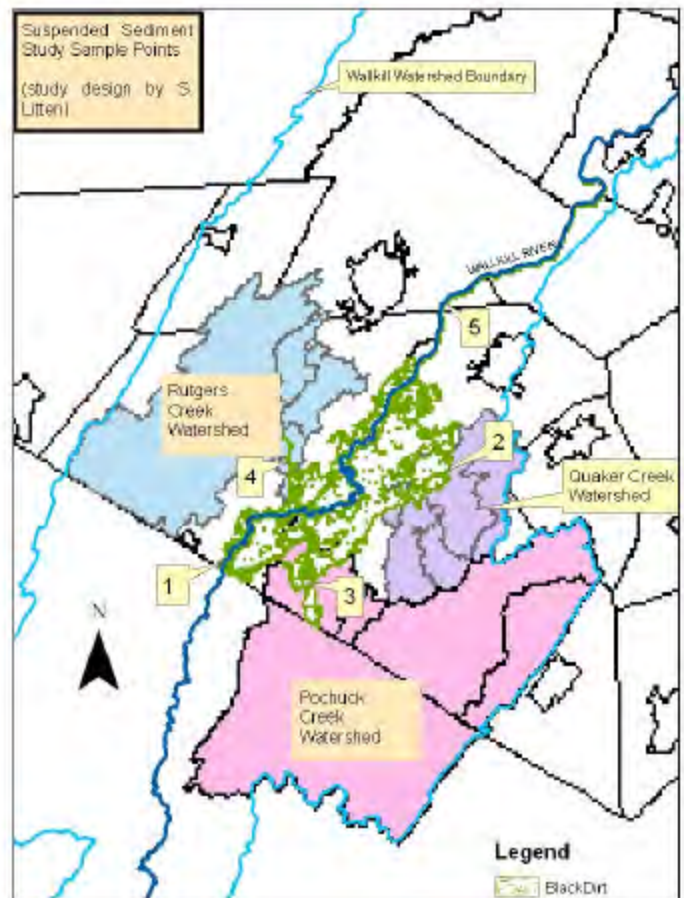 Suspended Sediment
Study Sample Points
(study design by S.
Litten)
Wallkill Watershed Boundary
WALLKILL RIVER
5
Rutgers
Creek
Watershed
4
2
Quaker Creek
Watershed
1
3
N
Pochuck
Creek
Watershed
Legend
BlackDirt